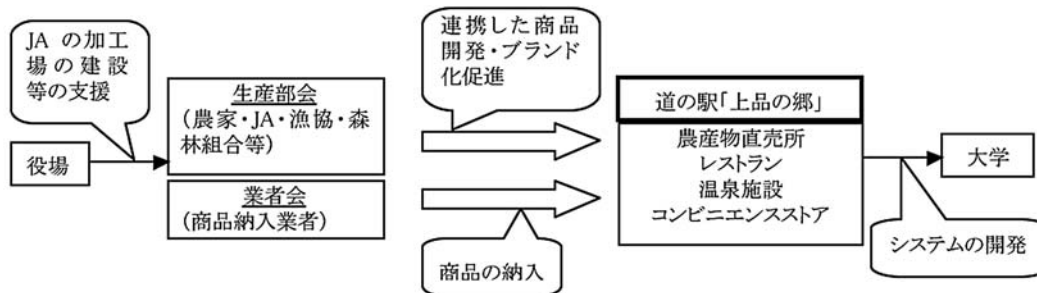 JA の加工
場の建設
等の支援
役場
生産部会
(農家・JA・漁協・森
林組合等)
業者会
(商品納入業者)
連携した商品
開発・ブランド
化促進
商品の納入
道の駅「上品の郷」
農産物直売所
レストラン
温泉施設
コンビニエンスストア
大学
システムの開発